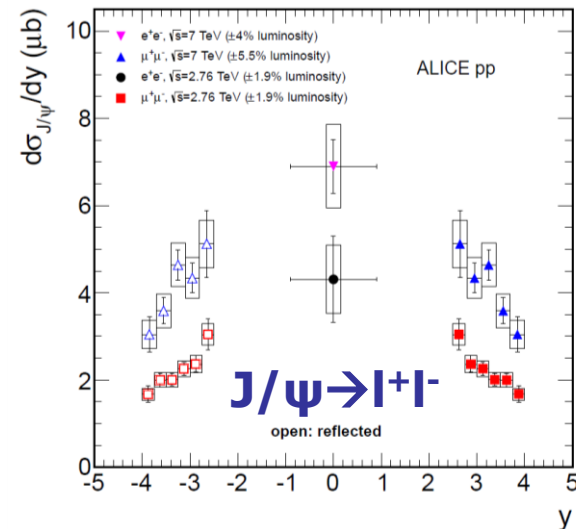 dσJ/ψ/dy (μb)
10
8
6
4
2
0
e+e-, √s=7 TeV (±4% luminosity)
μ+μ-, √s=7 TeV (±5.5% luminosity)
e+e-, √s=2.76 TeV (±1.9% luminosity)
μ+μ-, √s=2.76 TeV (±1.9% luminosity)
ALICE pp
J/ψ→l+l-
open: reflected
-5 -4 -3 -2 -1 0 1 2 3 4 5
y